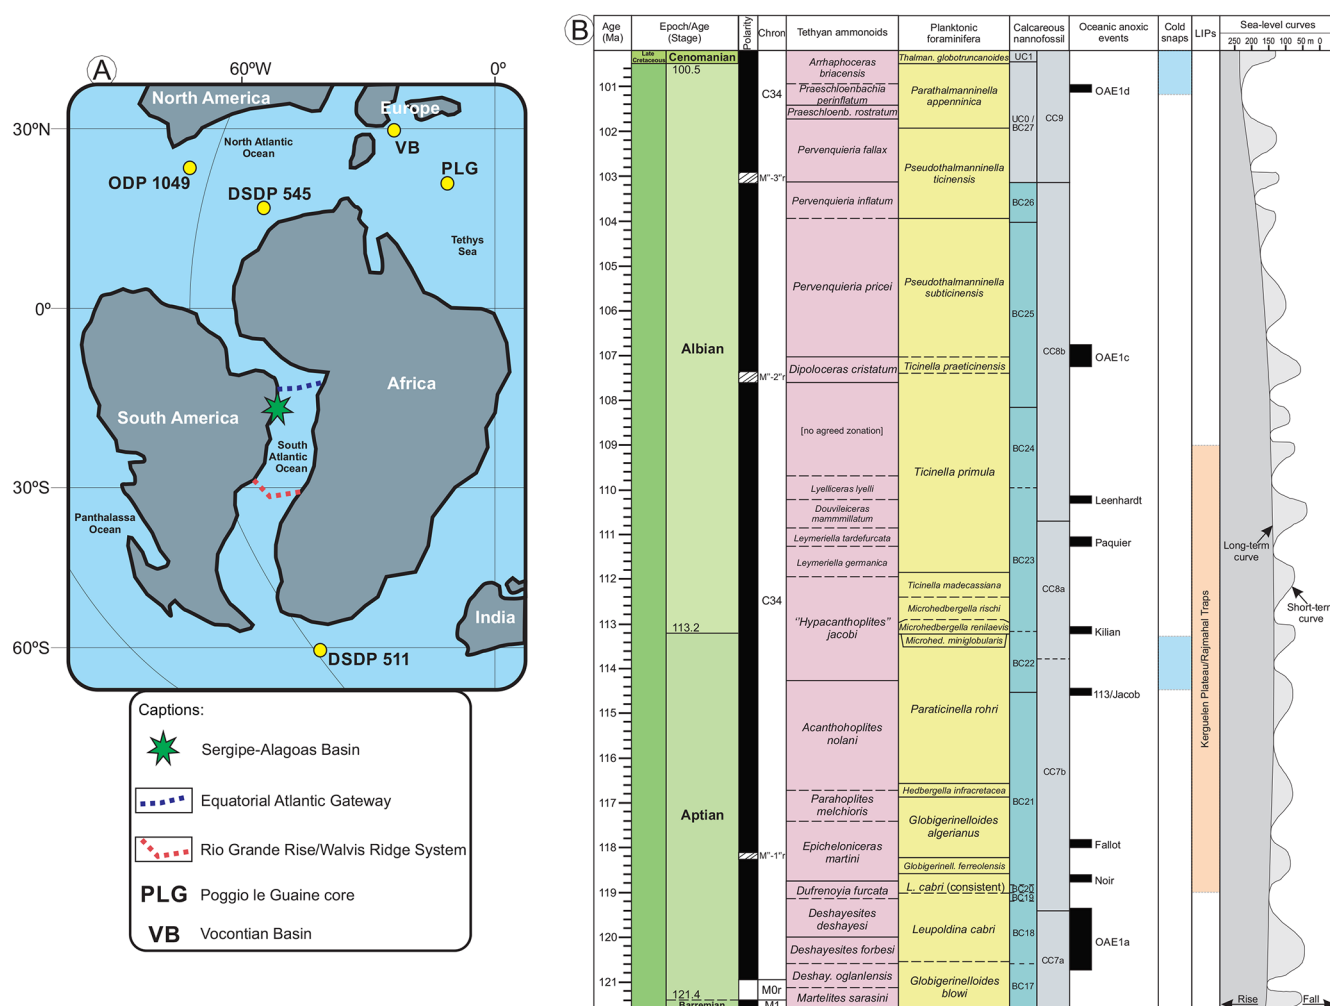 A
60ºW
0º
North America
Europe
30ºN
North Atlantic
Ocean
VB
PLG
ODP 1049
DSDP 545
Tethys
Sea
0º
Africa
South America
South
Atlantic
Ocean
30ºS
Panthalassa
Ocean
India
60ºS
DSDP 511
Captions:
Sergipe-Alagoas Basin
Equatorial Atlantic Gateway
Rio Grande Rise/Walvis Ridge System
PLG Poggio le Guaine core
VB Vocontian Basin
B
Age
(Ma)
Epoch/Age
(Stage)
Polarity
Chron
Tethyan ammonoids
Planktonic
foraminifera
Calcareous
nannofossil
Oceanic anoxic
events
Cold
snaps
LIPs
Sea-level curves
250 200 150 100 50 m 0
101
102
103
104
105
106
107
108
109
110
111
112
113
114
115
116
117
118
119
120
121
Late
Cretaceous
Cenomanian
100.5
Albian
113.2
Aptian
121.4
Barremian
C34
M"-3"r
M"-2"r
C34
M"-1"r
M0r
M1
Arrhaphoceras
briacensis
Praeschloenbachia
perinflatum
Praeschloenb. rostratum
Pervenquieria fallax
Pervenquieria inflatum
Pervenquieria pricei
Dipoloceras cristatum
[no agreed zonation]
Lyelliceras lyelli
Douvileiceras
mammmillatum
Leymeriella tardefurcata
Leymeriella germanica
‘'Hypacanthoplites’'
jacobi
Acanthohoplites
nolani
Parahoplites
melchioris
Epicheloniceras
martini
Dufrenoyia furcata
Deshayesites
deshayesi
Deshayesites forbesi
Deshay. oglanlensis
Martelites sarasini
Thalman. globotruncanoides
Parathalmanninella
appenninica
Pseudothalmanninella
ticinensis
Pseudothalmanninella
subticinensis
Ticinella praeticinensis
Ticinella primula
Ticinella madecassiana
Microhedbergella rischi
Microhedbergella renilaevis
Microhed. miniglobularis
Paraticinella rohri
Hedbergella infracretacea
Globigerinelloides
algerianus
Globigerinell. ferreolensis
L. cabri (consistent)
Leupoldina cabri
Globigerinelloides
blowi
UC1
UC0 /
BC27
BC26
BC25
BC24
BC23
BC22
BC21
BC20
BC19
BC18
BC17
CC9
CC8b
CC8a
CC7b
CC7a
OAE1d
OAE1c
Leenhardt
Paquier
Kilian
113/Jacob
Fallot
Noir
OAE1a
Kerguelen Plateau/Rajmahal Traps
Long-term
curve
Short-term
curve
Rise
Fall